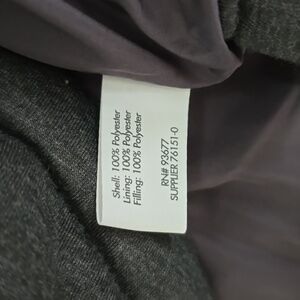 Shell: 100% Polyester
Lining: 100% Polyester
Filling: 100% Polyester
RN# 93677
SUPPLIER 76151-0